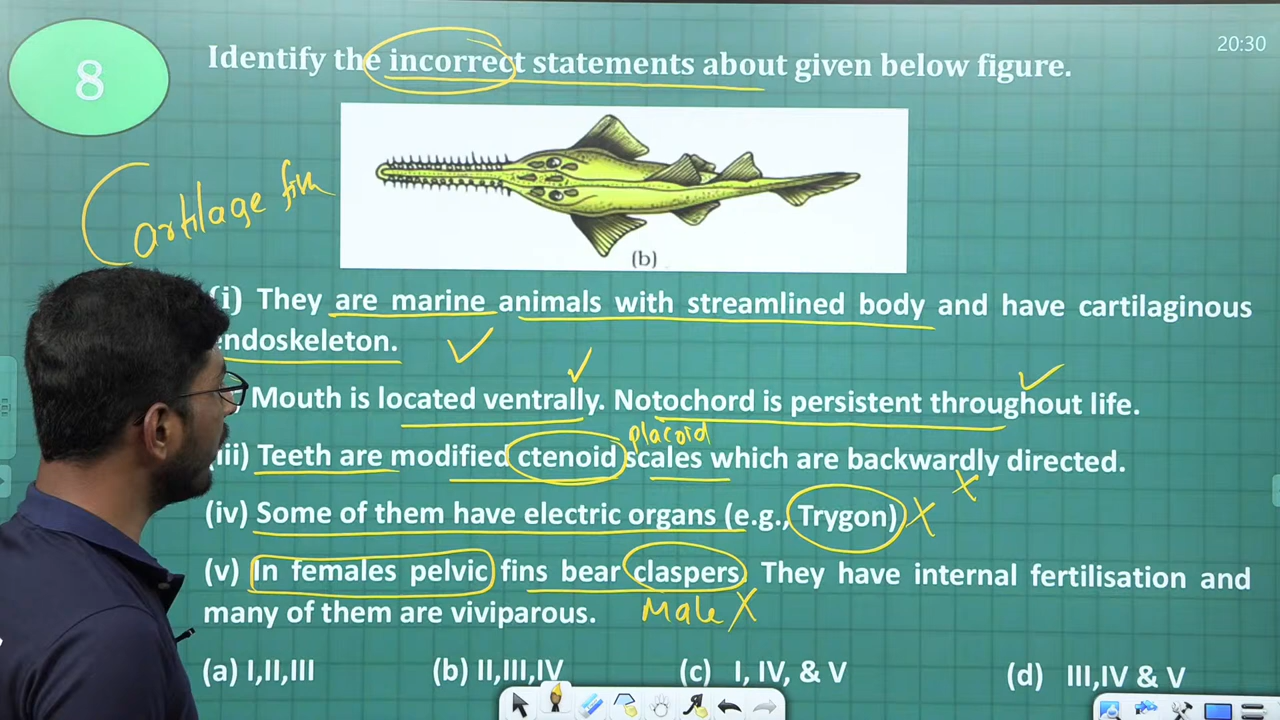 20:30
8
Identify the incorrect statements about given below figure.
Cartilage fish
(b)
(i) They are marine animals with streamlined body and have cartilaginous
endoskeleton.
Mouth is located ventrally. Notochord is persistent throughout life.
placoid
(iii) Teeth are modified ctenoid scales which are backwardly directed.
(iv) Some of them have electric organs (e.g., Trygon) X X
(v) In females pelvic fins bear claspers. They have internal fertilisation and
many of them are viviparous. Male X
(a) I,II,III (b) II,III,IV (c) I, IV, & V (d) III,IV & V